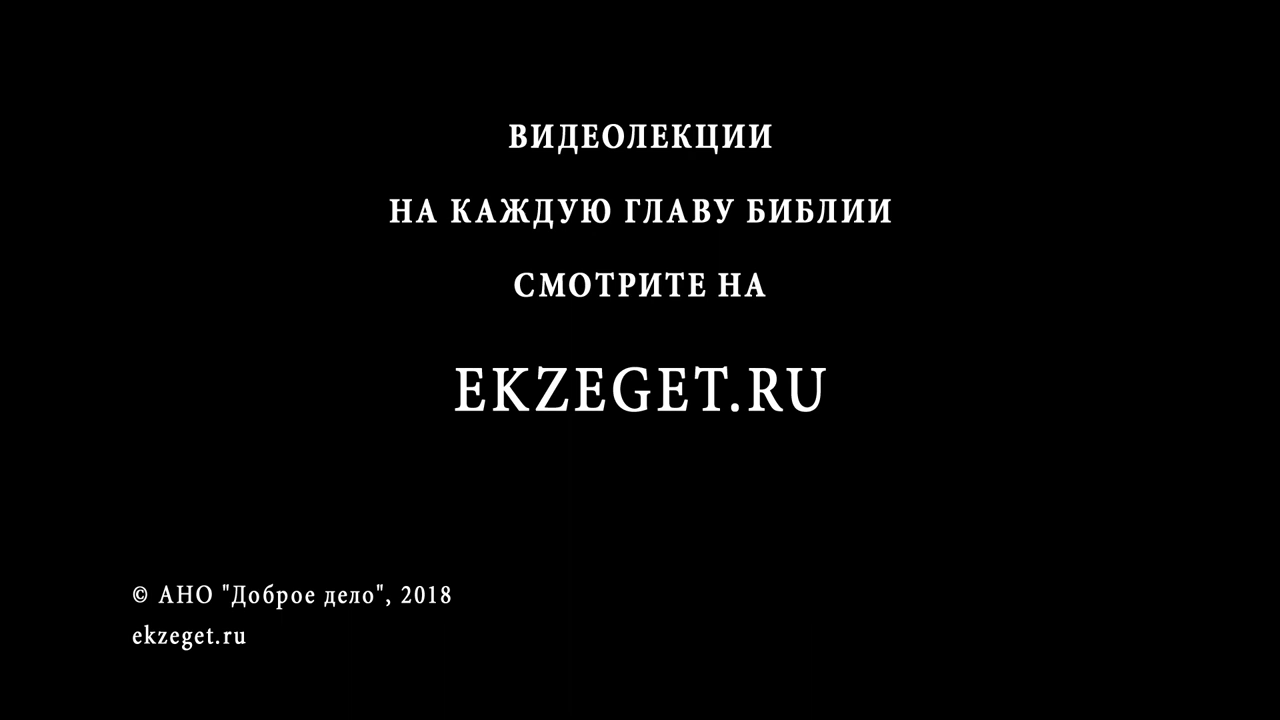 ВИДЕОЛЕКЦИИ
НА КАЖДУЮ ГЛАВУ БИБЛИИ
СМОТРИТЕ НА
EKZEGET.RU
© АНО "Доброе дело", 2018
ekzeget.ru